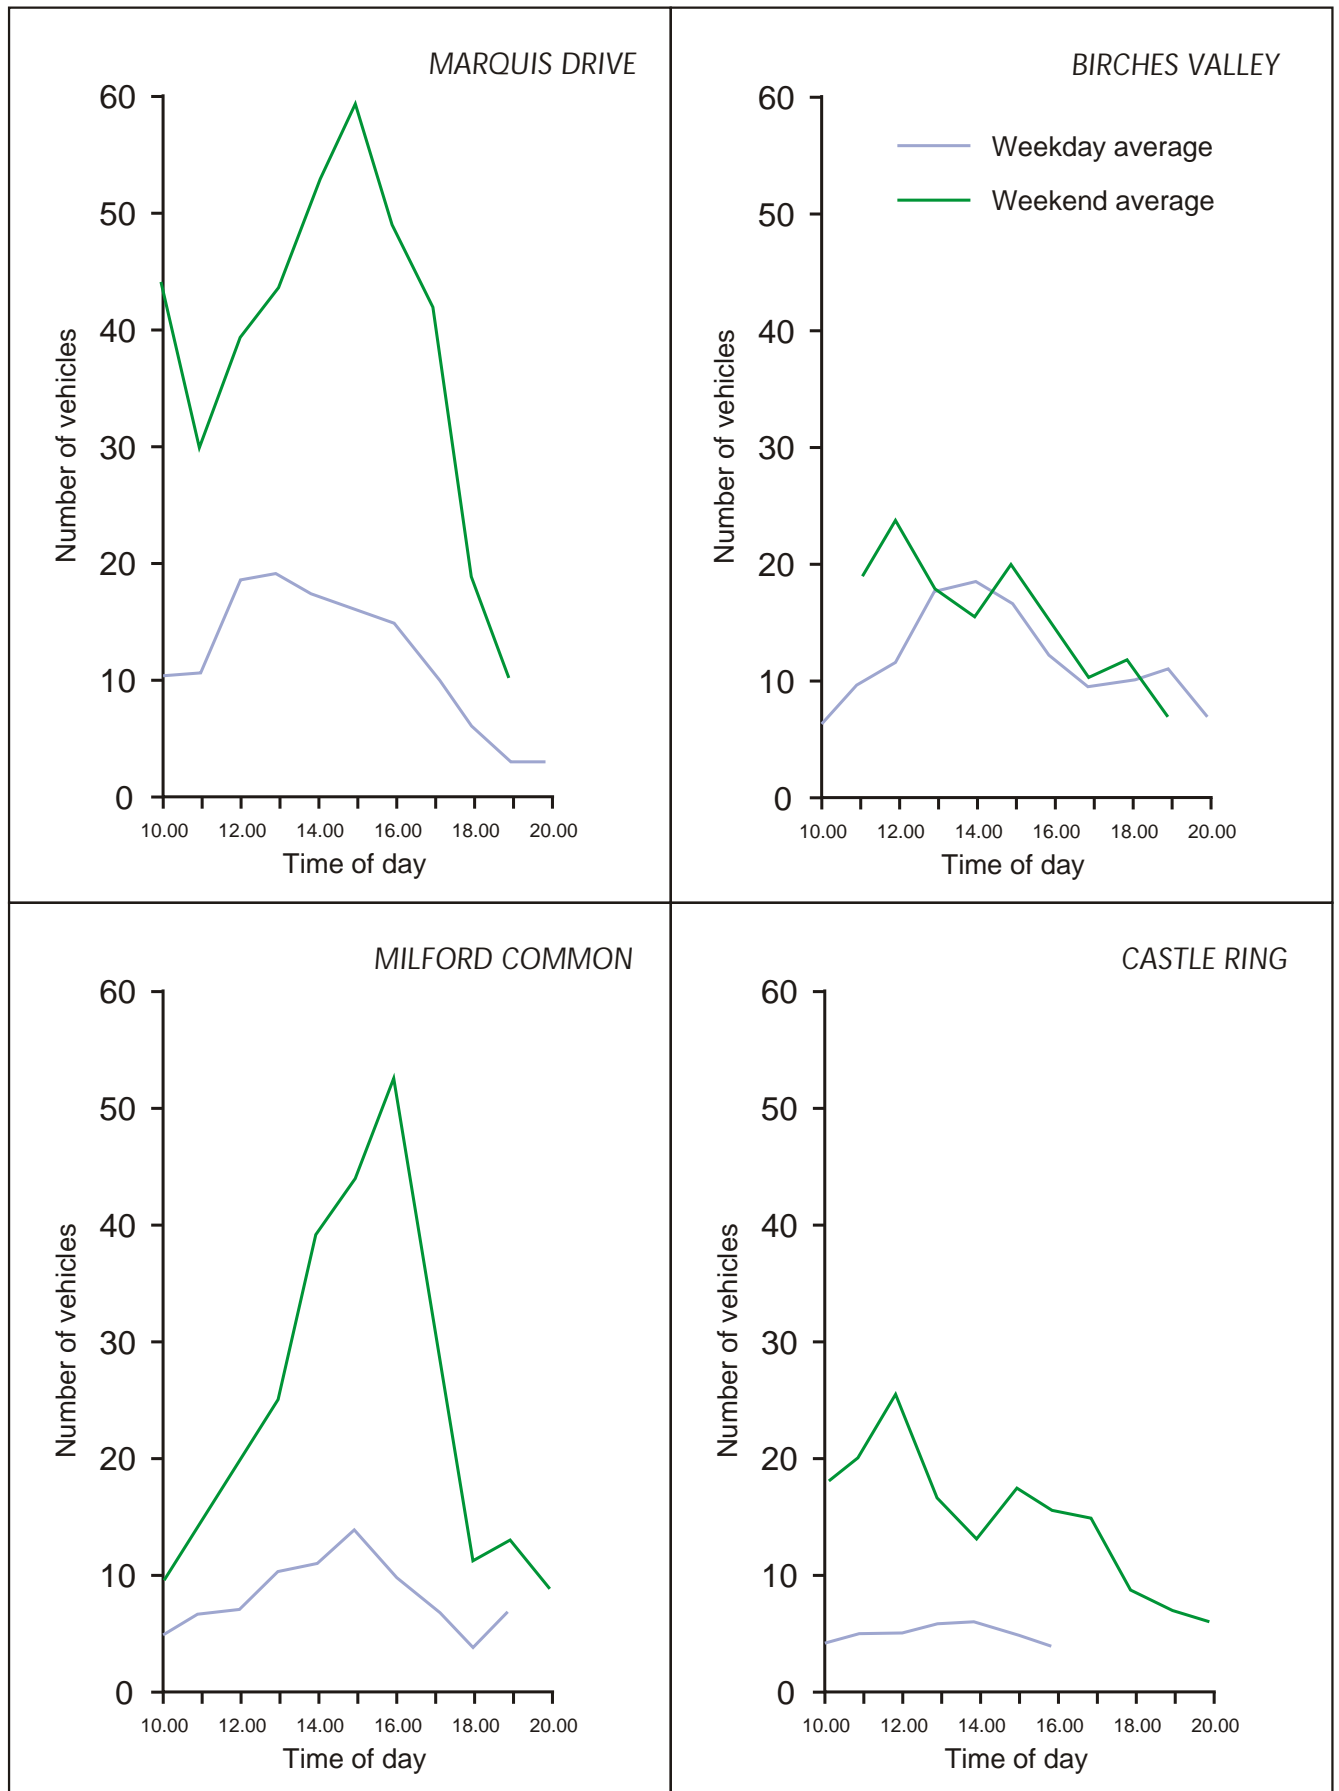 MARQUIS DRIVE
60
50
40
30
20
10
0
Number of vehicles
10.00 12.00 14.00 16.00 18.00 20.00
Time of day
BIRCHES VALLEY
Weekday average
Weekend average
60
50
40
30
20
10
0
Number of vehicles
10.00 12.00 14.00 16.00 18.00 20.00
Time of day
MILFORD COMMON
60
50
40
30
20
10
0
Number of vehicles
10.00 12.00 14.00 16.00 18.00 20.00
Time of day
CASTLE RING
60
50
40
30
20
10
0
Number of vehicles
10.00 12.00 14.00 16.00 18.00 20.00
Time of day